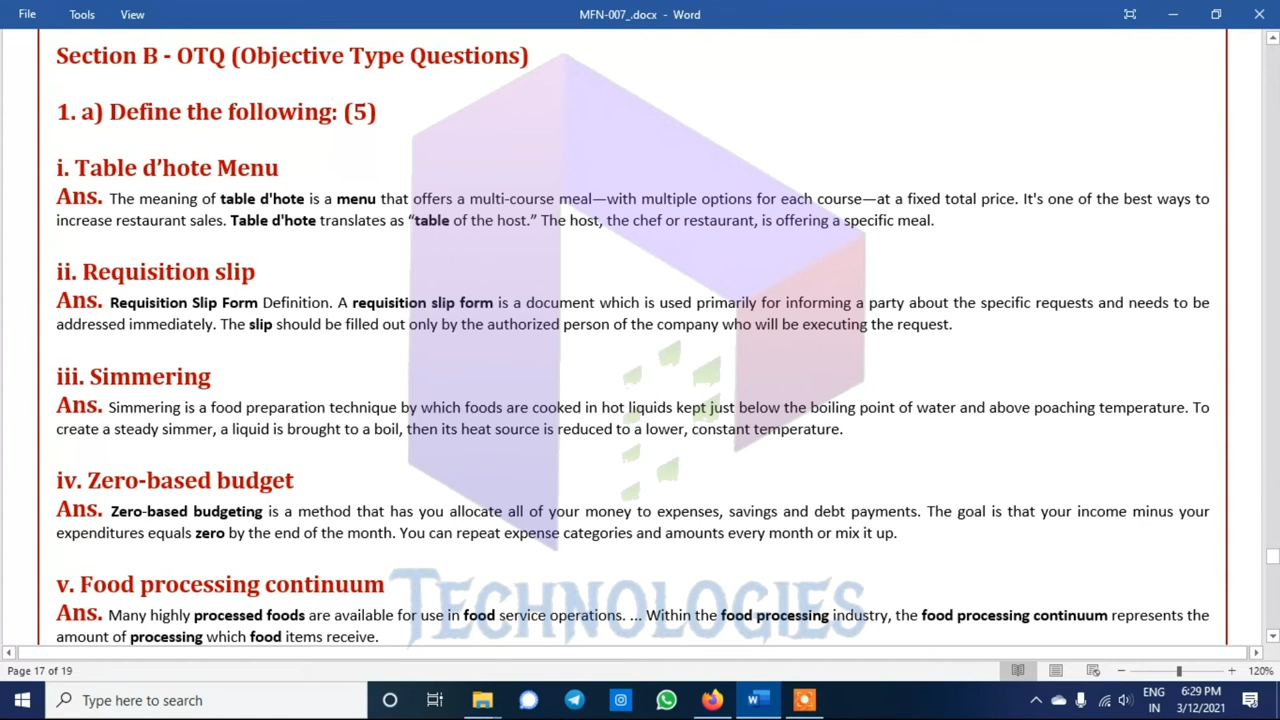 File Tools View MFN-007_.docx - Word
Section B - OTQ (Objective Type Questions)
1. a) Define the following: (5)
i. Table d’hote Menu
Ans. The meaning of table d'hote is a menu that offers a multi-course meal—with multiple options for each course—at a fixed total price. It's one of the best ways to
increase restaurant sales. Table d'hote translates as “table of the host.” The host, the chef or restaurant, is offering a specific meal.
ii. Requisition slip
Ans. Requisition Slip Form Definition. A requisition slip form is a document which is used primarily for informing a party about the specific requests and needs to be
addressed immediately. The slip should be filled out only by the authorized person of the company who will be executing the request.
iii. Simmering
Ans. Simmering is a food preparation technique by which foods are cooked in hot liquids kept just below the boiling point of water and above poaching temperature. To
create a steady simmer, a liquid is brought to a boil, then its heat source is reduced to a lower, constant temperature.
iv. Zero-based budget
Ans. Zero-based budgeting is a method that has you allocate all of your money to expenses, savings and debt payments. The goal is that your income minus your
expenditures equals zero by the end of the month. You can repeat expense categories and amounts every month or mix it up.
v. Food processing continuum
TECHNOLOGIES
Ans. Many highly processed foods are available for use in food service operations. ... Within the food processing industry, the food processing continuum represents the
amount of processing which food items receive.
Page 17 of 19 120%
Type here to search ENG 6:29 PM
IN 3/12/2021